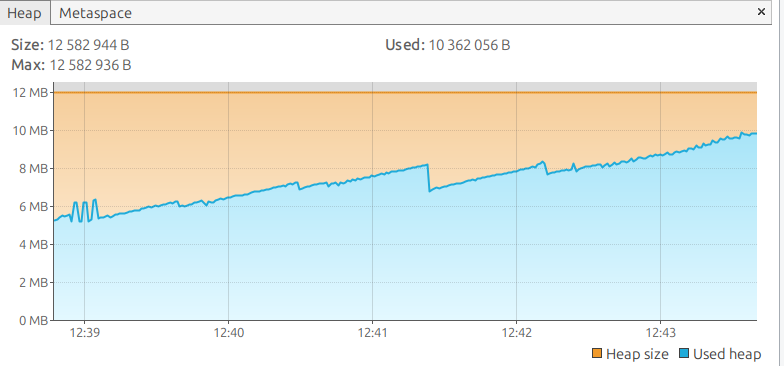 Heap Metaspace ×
Size: 12 582 944 B Used: 10 362 056 B
Max: 12 582 936 B
12 MB
10 MB
8 MB
6 MB
4 MB
2 MB
0 MB
12:39 12:40 12:41 12:42 12:43
Heap size Used heap